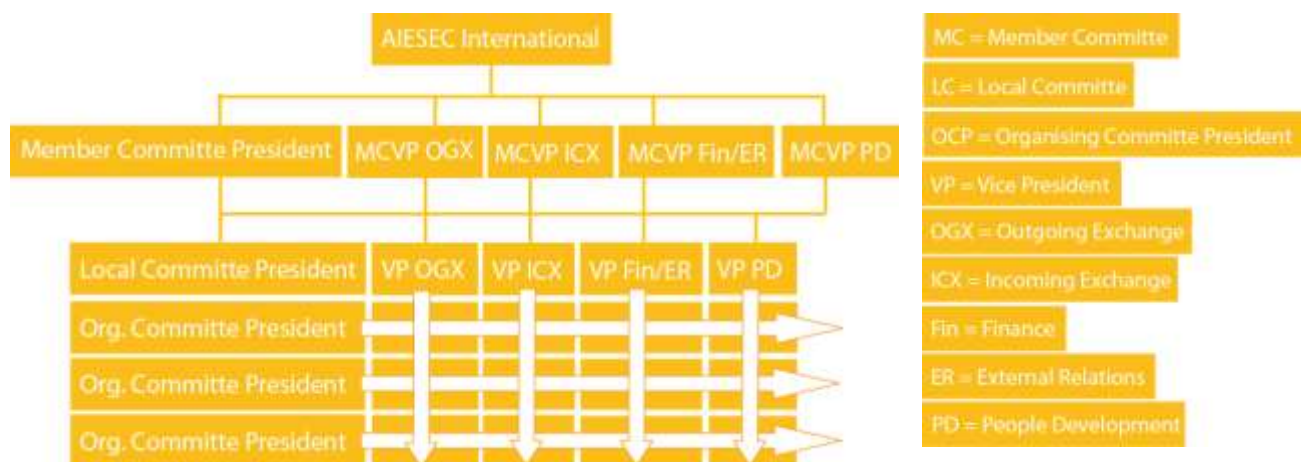 AIESEC International
Member Committe President
MCVP OGX
MCVP ICX
MCVP Fin/ER
MCVP PD
Local Committe President
VP OGX
VP ICX
VP Fin/ER
VP PD
Org. Committe President
Org. Committe President
Org. Committe President
MC = Member Committe
LC = Local Committe
OCP = Organising Committe President
VP = Vice President
OGX = Outgoing Exchange
ICX = Incoming Exchange
Fin = Finance
ER = External Relations
PD = People Development